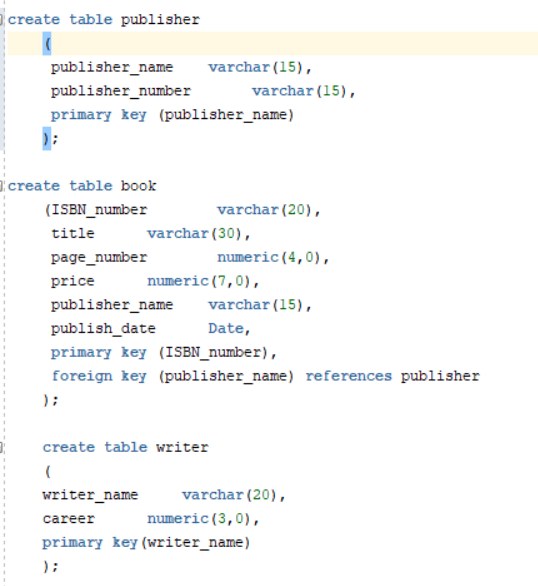 create table publisher
(
publisher_name    varchar(15),
publisher_number    varchar(15),
primary key (publisher_name)
);
create table book
(ISBN_number    varchar(20),
title    varchar(30),
page_number    numeric(4,0),
price    numeric(7,0),
publisher_name    varchar(15),
publish_date    Date,
primary key (ISBN_number),
foreign key (publisher_name) references publisher
);
create table writer
(
writer_name    varchar(20),
career    numeric(3,0),
primary key(writer_name)
);